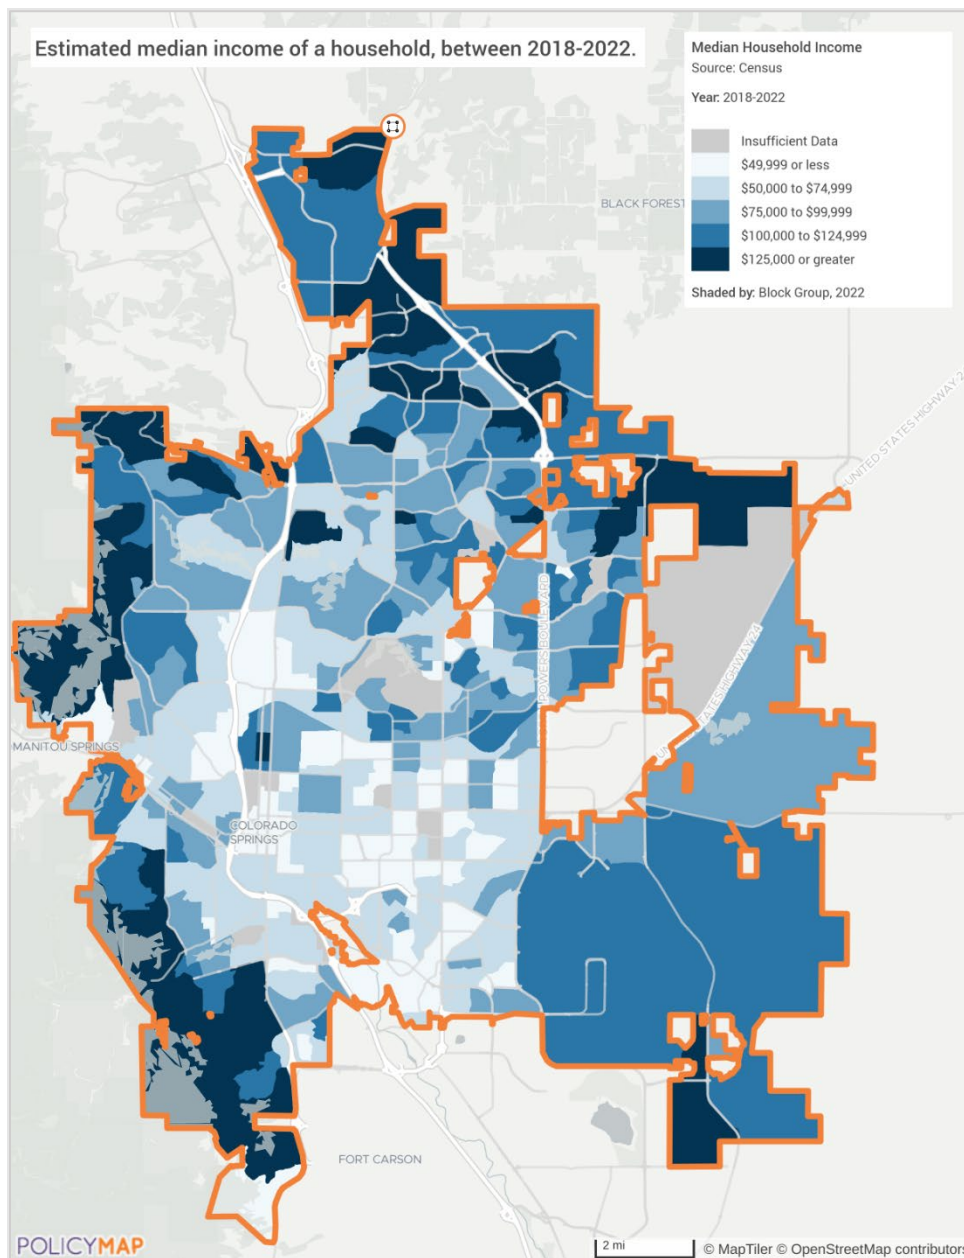 Estimated median income of a household, between 2018-2022.
Median Household Income
Source: Census
Year: 2018-2022
Insufficient Data
$49,999 or less
$50,000 to $74,999
$75,000 to $99,999
$100,000 to $124,999
$125,000 or greater
Shaded by: Block Group, 2022
BLACK FOREST
UNITED STATES HIGHWAY 2
POWERS BOULEVARD
STATES HIGHWAY 24
MANITOU SPRINGS
COLORADO
SPRINGS
FORT CARSON
POLICYMAP
2 mi
© MapTiler © OpenStreetMap contributor